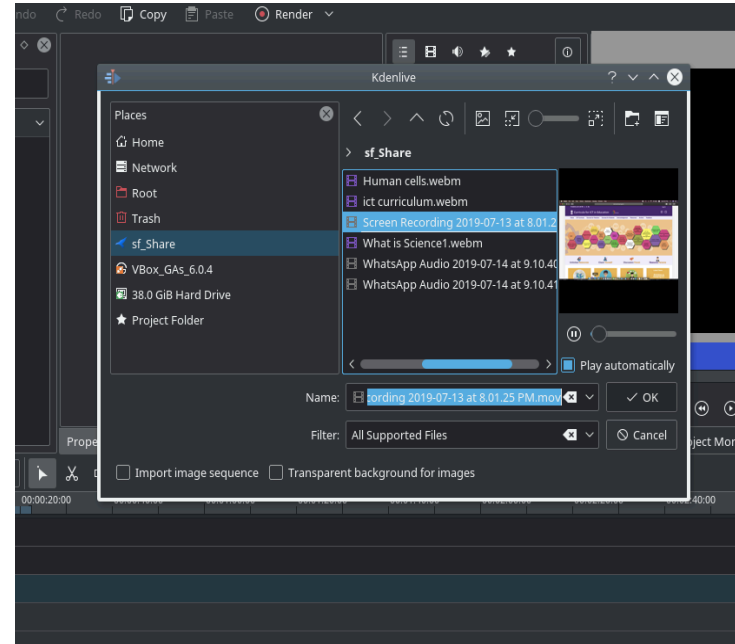 ndo Redo Copy Paste Render
Kdenlive
Places
Home
Network
Root
Trash
sf_Share
VBox_GAs_6.0.4
38.0 GiB Hard Drive
Project Folder
sf_Share
Human cells.webm
ict curriculum.webm
Screen Recording 2019-07-13 at 8.01.2
What is Science1.webm
WhatsApp Audio 2019-07-14 at 9.10.40
WhatsApp Audio 2019-07-14 at 9.10.41
Play automatically
Name: cording 2019-07-13 at 8.01.25 PM.mov OK
Filter: All Supported Files Cancel
Prope
ject Mor
Import image sequence Transparent background for images
00:00:20:00
:40:00